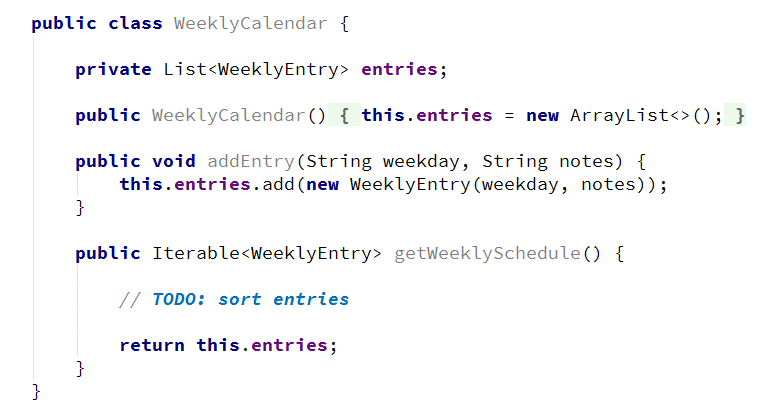 public class WeeklyCalendar {
private List<WeeklyEntry> entries;
public WeeklyCalendar() { this.entries = new ArrayList<>(); }
public void addEntry(String weekday, String notes) {
this.entries.add(new WeeklyEntry(weekday, notes));
}
public Iterable<WeeklyEntry> getWeeklySchedule() {
// TODO: sort entries
return this.entries;
}
}